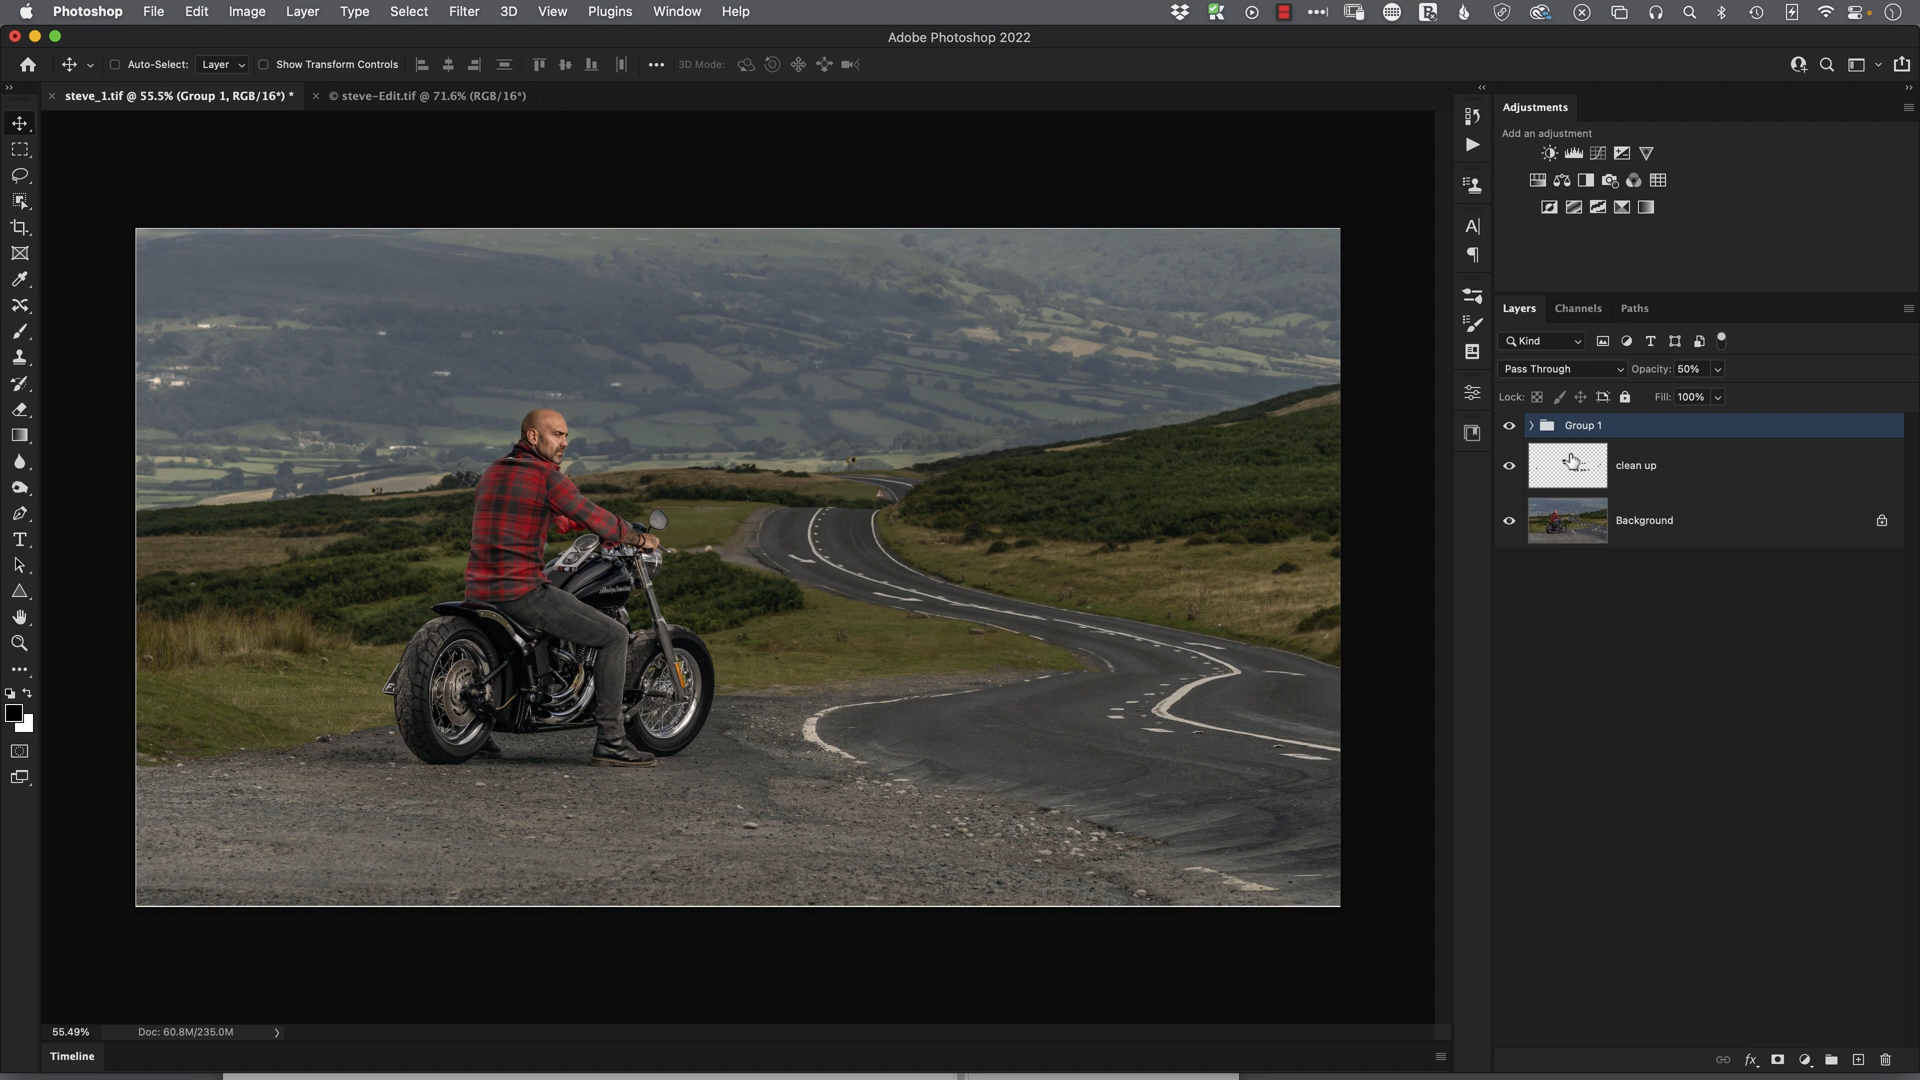 Photoshop File Edit Image Layer Type Select Filter 3D View Plugins Window Help
Adobe Photoshop 2022
Auto-Select: Layer Show Transform Controls 3D Mode:
steve_1.tif @ 55.5% (Group 1, RGB/16*) * © steve-Edit.tif @ 71.6% (RGB/16*)
Adjustments
Add an adjustment
Layers Channels Paths
Kind
Pass Through Opacity: 50%
Lock: Fill: 100%
Group 1
clean up
Background
55.49% Doc: 60.8M/235.0M
Timeline